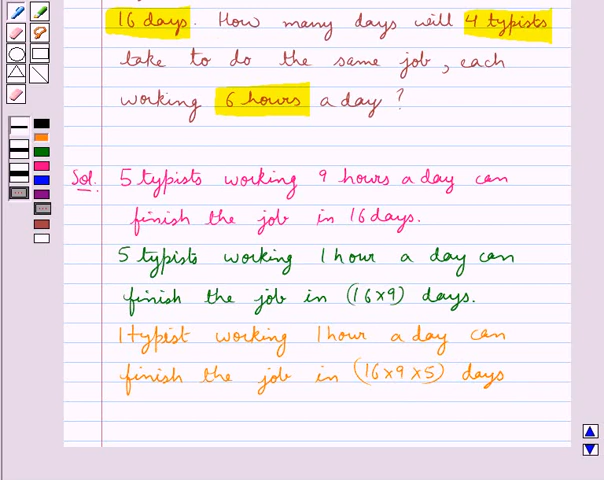 16 days. How many days will 4 typists
take to do the same job, each
working 6 hours a day?
Sol. 5 typists working 9 hours a day can
finish the job in 16 days.
5 typists working 1 hour a day can
finish the job in (16×9) days.
1 typist working 1 hour a day can
finish the job in (16×9×5) days